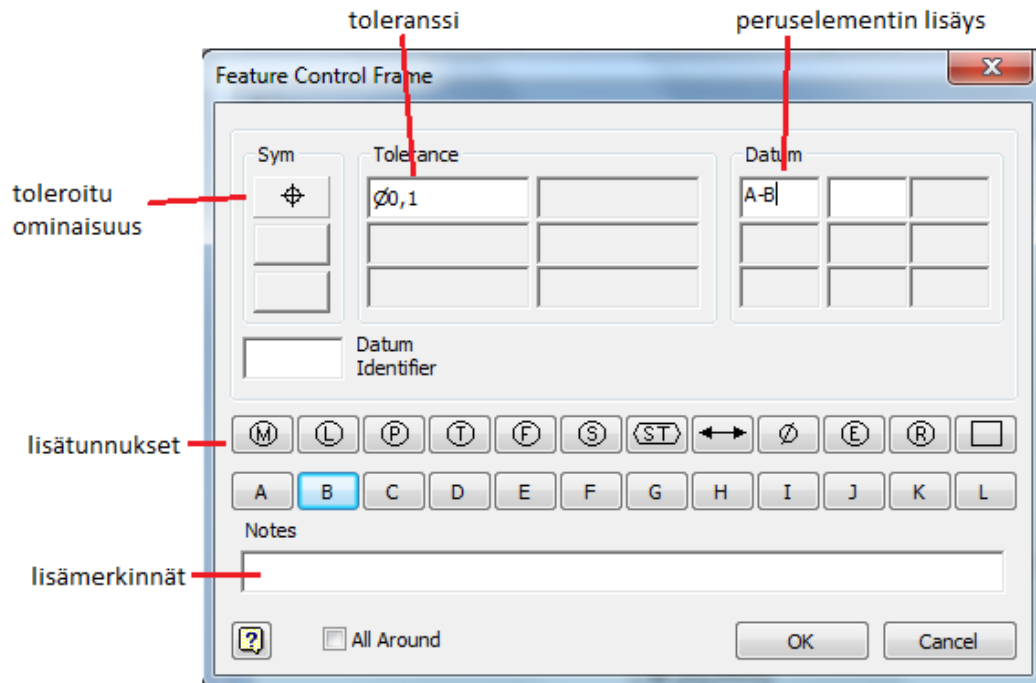 toleranssi
peruselementin lisäys
Feature Control Frame
X
Sym
Tolerance
Datum
toleroitu
ominaisuus
⌖
Ø0,1
A-B
Datum
Identifier
lisätunnukset
Ⓜ Ⓛ Ⓟ Ⓣ Ⓕ Ⓢ ST ↔ Ø Ⓔ Ⓡ □
A B C D E F G H I J K L
Notes
lisämerkinnät
? All Around OK Cancel